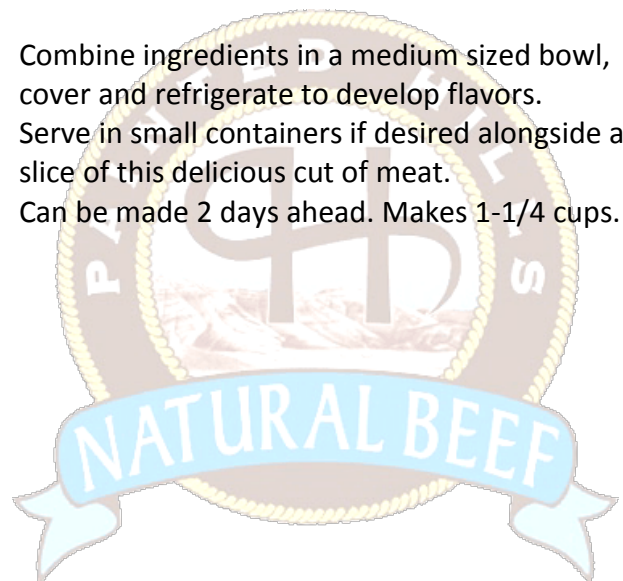 Combine ingredients in a medium sized bowl,
cover and refrigerate to develop flavors.
Serve in small containers if desired alongside a
slice of this delicious cut of meat.
Can be made 2 days ahead. Makes 1-1/4 cups.
PAINTED HILLS
NATURAL BEEF